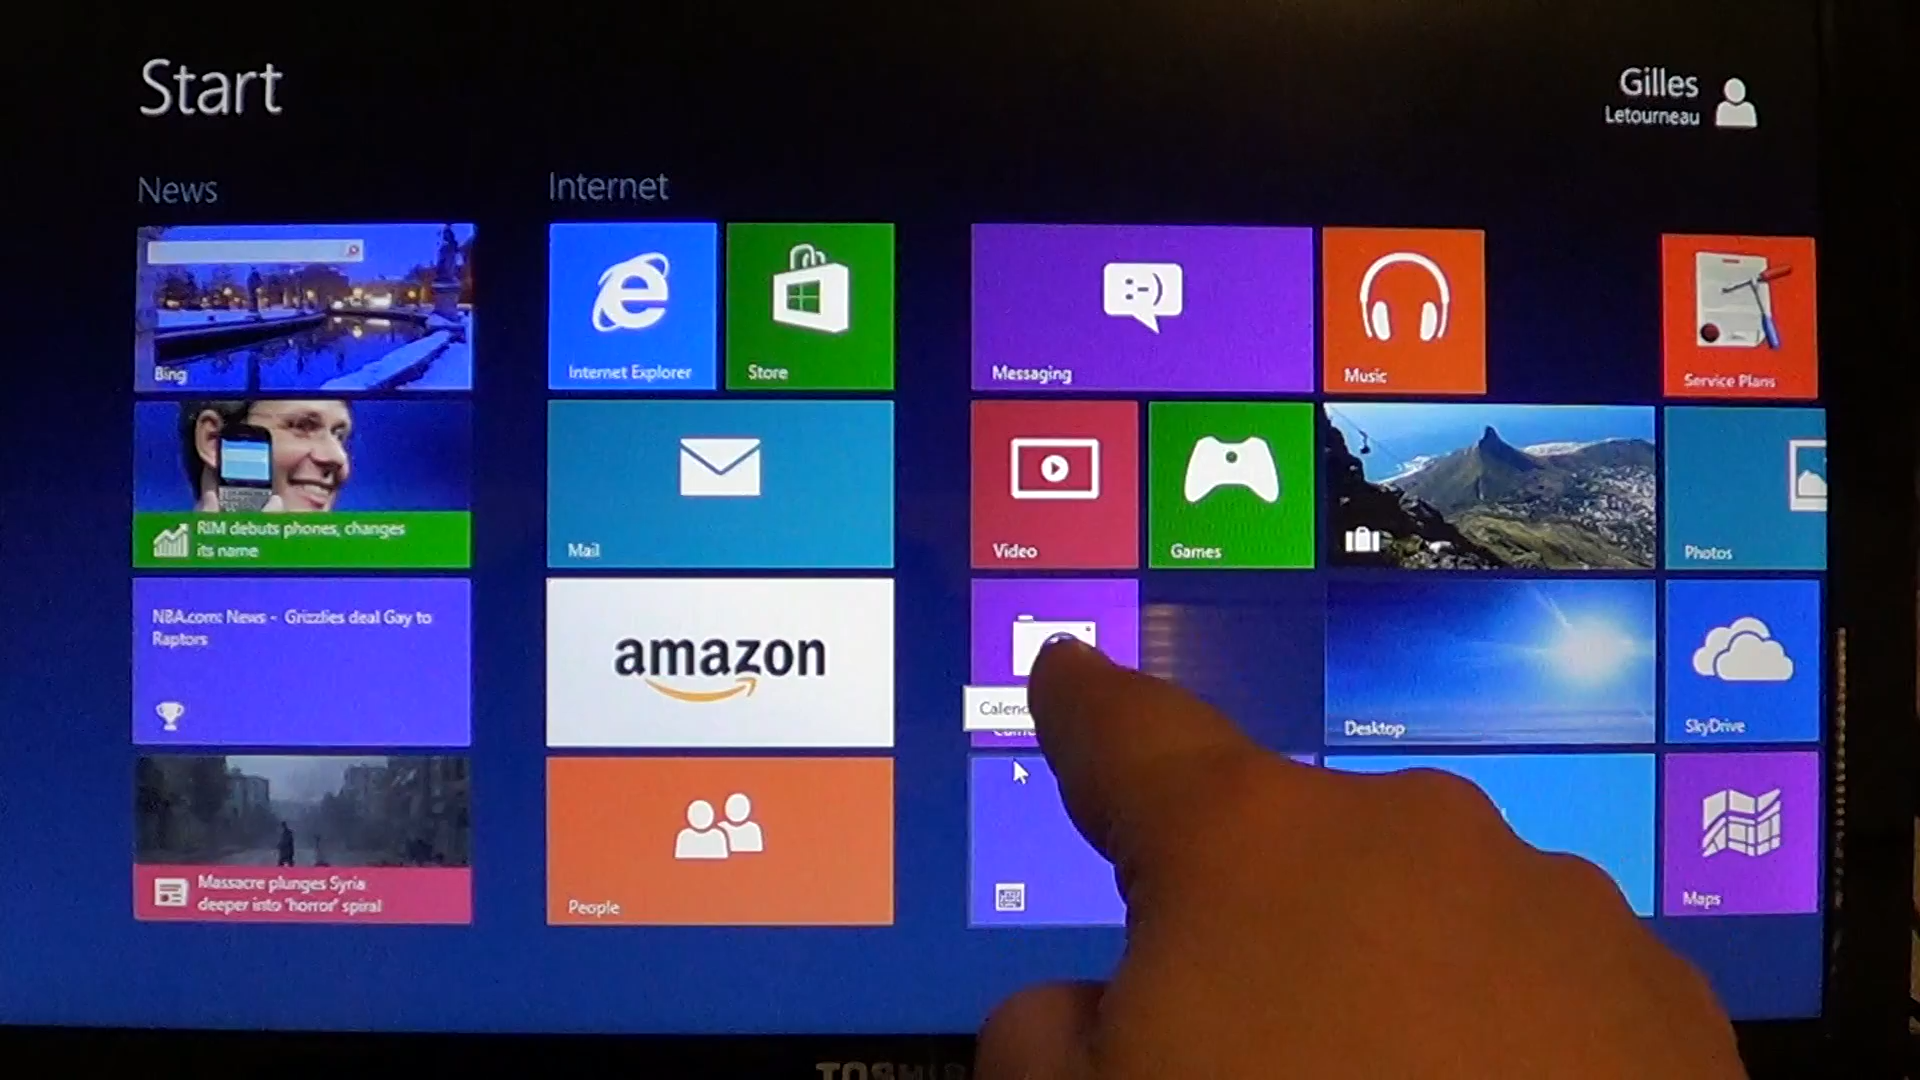 Start
Gilles
Letourneau
News
Internet
Bing
Internet Explorer
Store
Messaging
Music
Service Plans
RIM debuts phones, changes
its name
Mail
Video
Games
Photos
NBA.com: News - Grizzlies deal Gay to
Raptors
amazon
Desktop
SkyDrive
Massacre plunges Syria
deeper into 'horror' spiral
People
Maps